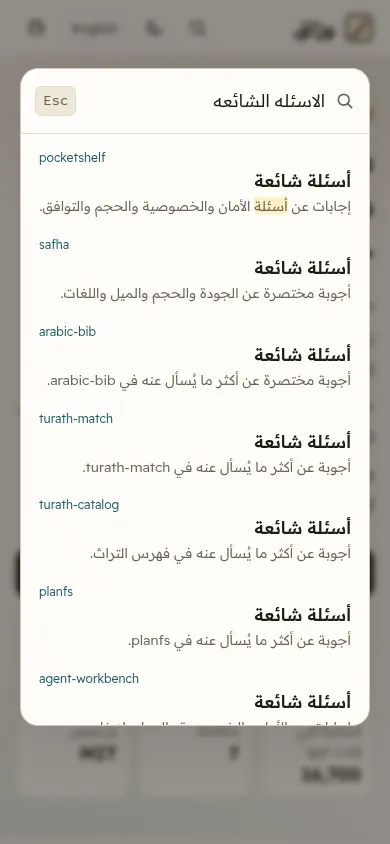 English
الاسئله الشائعه
Esc
pocketshelf
أسئلة شائعة
إجابات عن أسئلة الأمان والخصوصية والحجم والتوافق.
safha
أسئلة شائعة
أجوبة مختصرة عن الجودة والحجم والميل واللغات.
arabic-bib
أسئلة شائعة
أجوبة مختصرة عن أكثر ما يُسأل عنه في arabic-bib.
turath-match
أسئلة شائعة
أجوبة عن أكثر ما يُسأل عنه في turath-match.
turath-catalog
أسئلة شائعة
أجوبة عن أكثر ما يُسأل عنه في فهرس التراث.
planfs
أسئلة شائعة
أجوبة عن أكثر ما يُسأل عنه في planfs.
agent-workbench
أسئلة شائعة
MIT
7
16,700